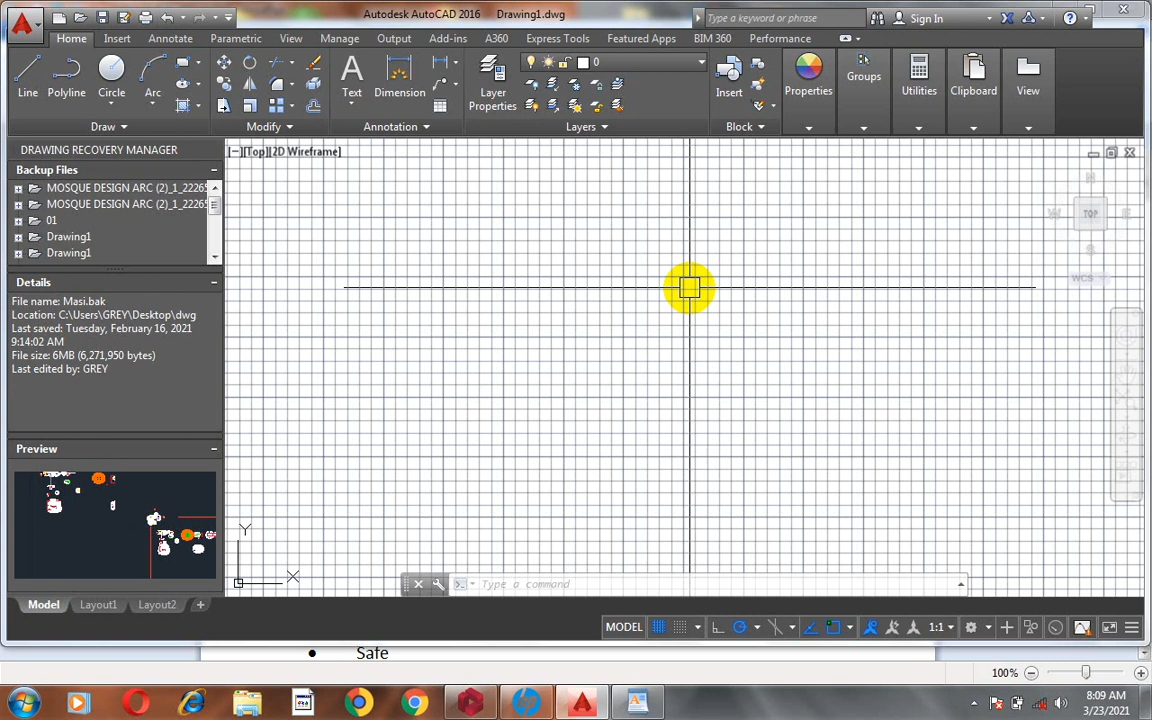 Autodesk AutoCAD 2016 Drawing1.dwg
Type a keyword or phrase
Sign In
Home Insert Annotate Parametric View Manage Output Add-ins A360 Express Tools Featured Apps BIM 360 Performance
Line Polyline Circle Arc
Text Dimension
Layer Properties
0
Insert Properties Groups Utilities Clipboard View
Draw Modify Annotation Layers Block
DRAWING RECOVERY MANAGER
Backup Files
MOSQUE DESIGN ARC (2)_1_2226
MOSQUE DESIGN ARC (2)_1_2226
01
Drawing1
Drawing1
Details
File name: Masi.bak
Location: C:\Users\GREY\Desktop\dwg
Last saved: Tuesday, February 16, 2021
9:14:02 AM
File size: 6MB (6,271,950 bytes)
Last edited by: GREY
Preview
[−][Top][2D Wireframe]
N
W TOP E
S
WCS
Y
X
Type a command
Model Layout1 Layout2
MODEL 1:1
• Safe
100%
8:09 AM
3/23/2021